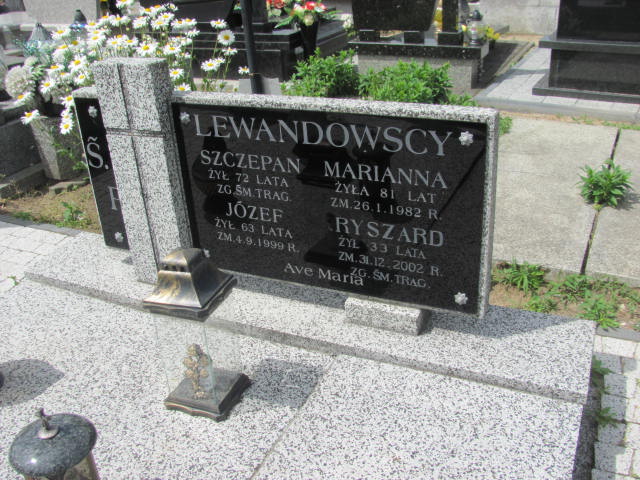 LEWANDOWSCY
SZCZEPAN
ŻYŁ 72 LATA
ZG.ŚM.TRAG.
MARIANNA
ŻYŁA 81 LAT
ZM.26.1.1982 R.
JÓZEF
ŻYŁ 63 LATA
ZM.4.9.1999 R.
RYSZARD
ŻYŁ 33 LATA
ZM.31.12.2002 R.
ZG.ŚM.TRAG.
Ave Maria